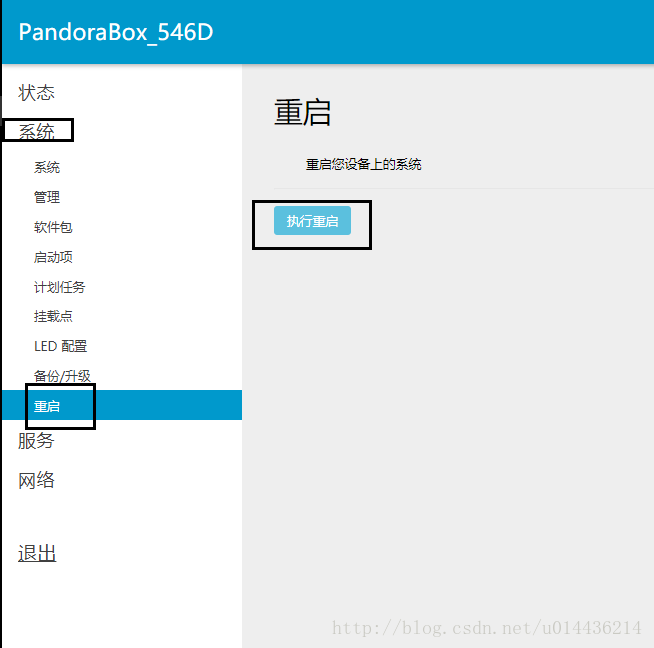 PandoraBox_546D
状态
系统
系统
管理
软件包
启动项
计划任务
挂载点
LED 配置
备份/升级
重启
服务
网络
退出
重启
重启您设备上的系统
执行重启
http://blog.csdn.net/u014436214